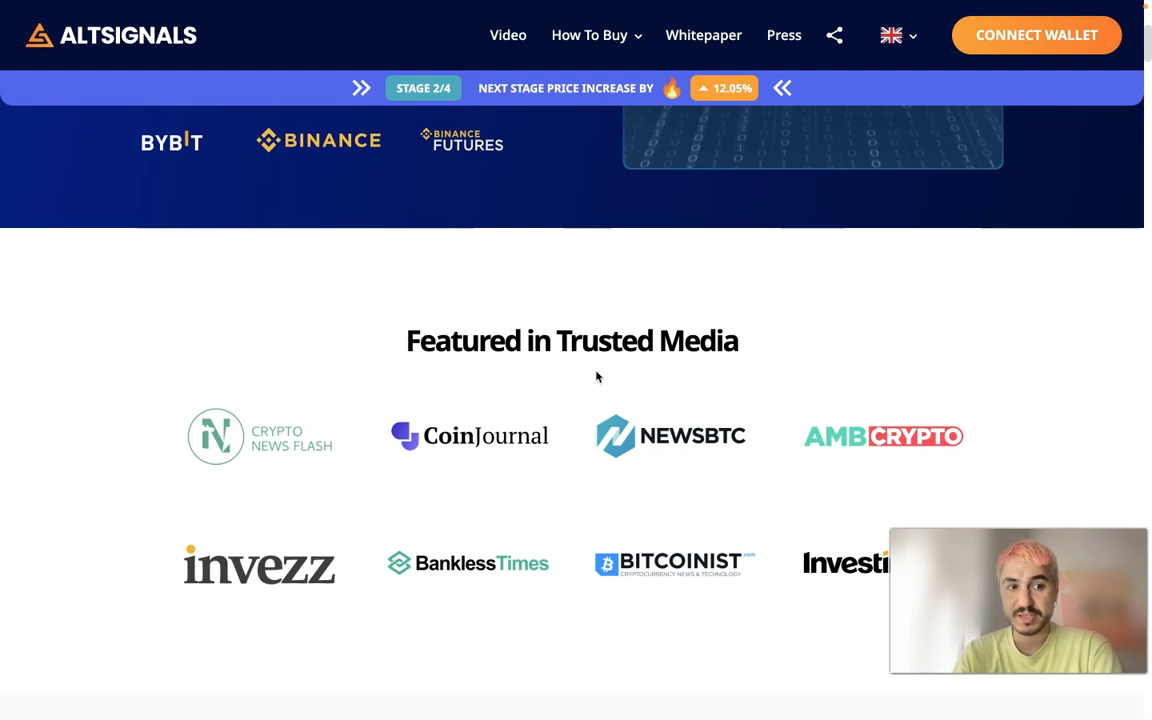 ALTSIGNALS
Video
How To Buy
Whitepaper
Press
CONNECT WALLET
STAGE 2/4
NEXT STAGE PRICE INCREASE BY
12.05%
BYBIT
BINANCE
BINANCE
FUTURES
Featured in Trusted Media
CRYPTO
NEWS FLASH
CoinJournal
NEWSBTC
AMBCRYPTO
invezz
BanklessTimes
BITCOINIST.com
CRYPTOCURRENCY NEWS & TECHNOLOGY
Investi